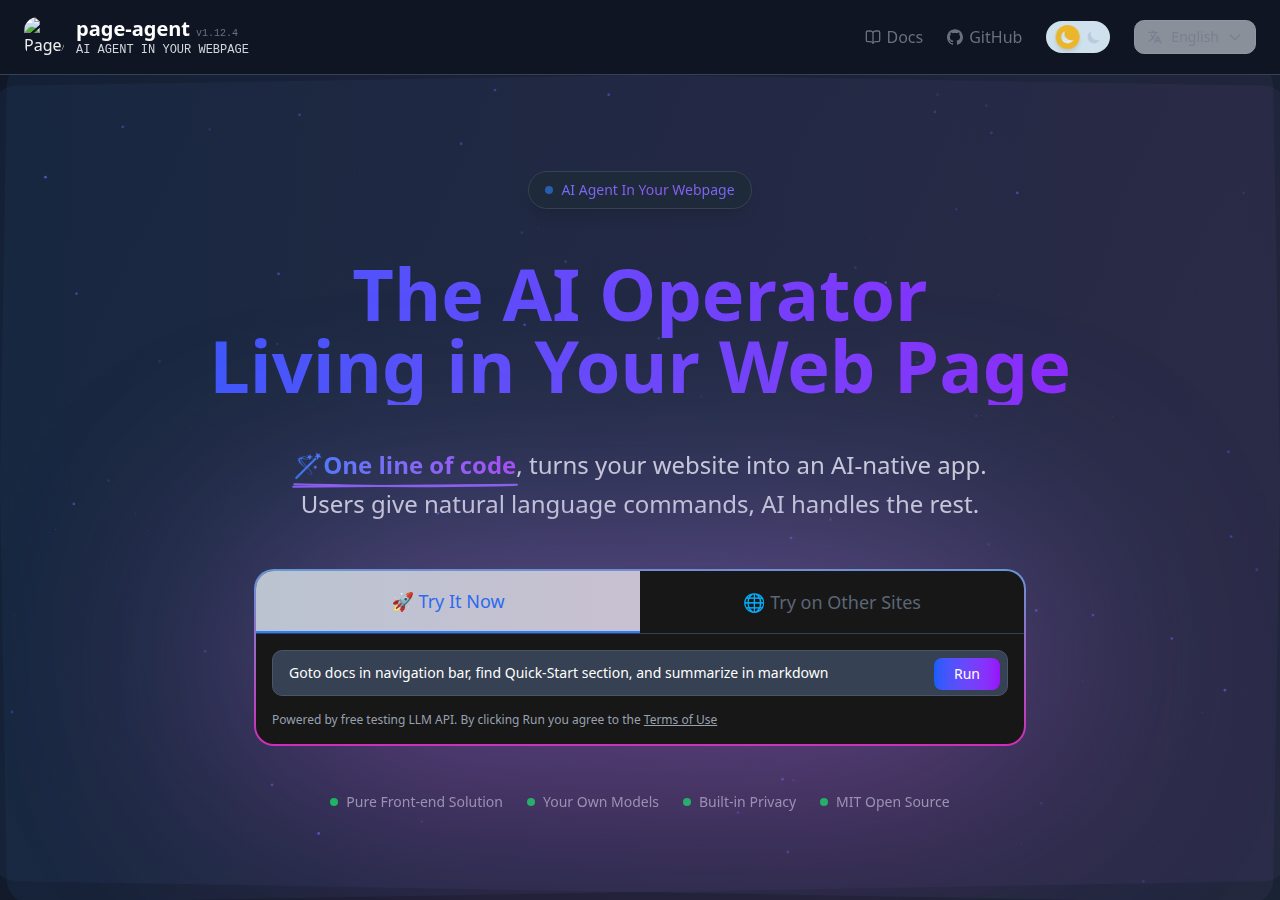 Page
page-agent v1.12.4
AI AGENT IN YOUR WEBPAGE
Docs
GitHub
English
AI Agent In Your Webpage
The AI Operator
Living in Your Web Page
🪄One line of code, turns your website into an AI-native app.
Users give natural language commands, AI handles the rest.
🚀 Try It Now
🌐 Try on Other Sites
Goto docs in navigation bar, find Quick-Start section, and summarize in markdown
Run
Powered by free testing LLM API. By clicking Run you agree to the Terms of Use
Pure Front-end Solution
Your Own Models
Built-in Privacy
MIT Open Source